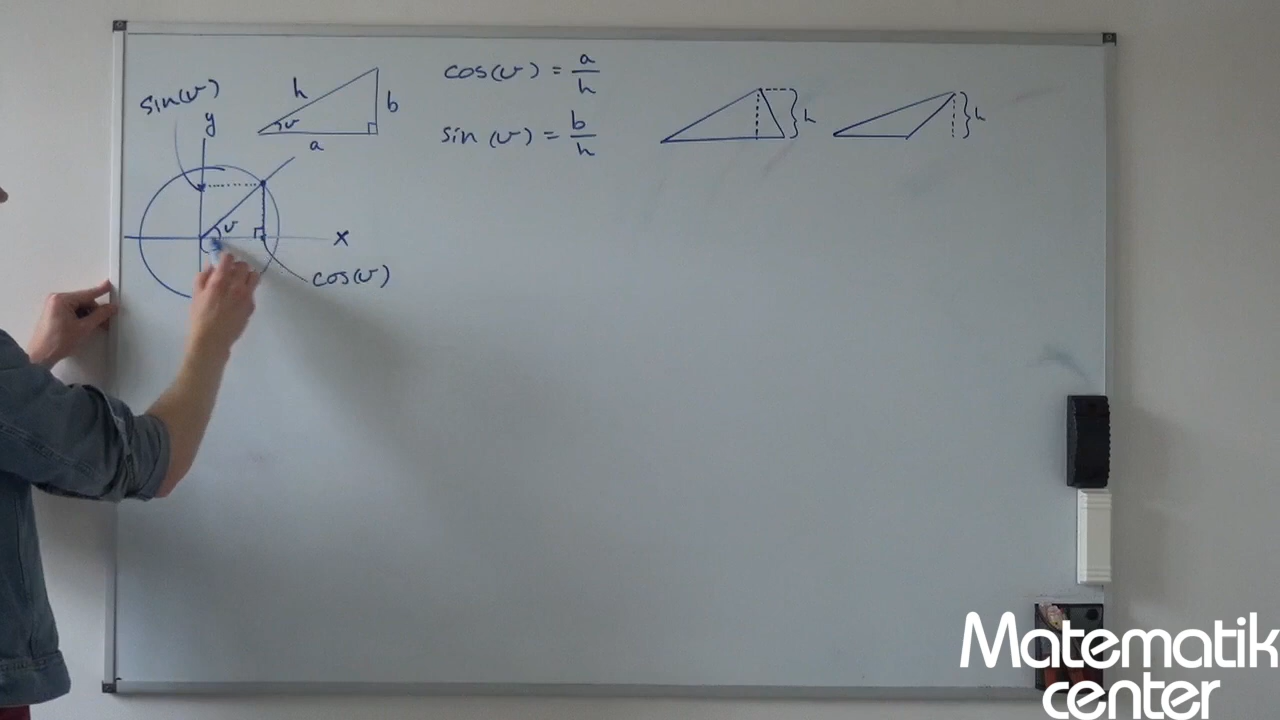 sin(v)
y
v
x
cos(v)
h
v
b
a
cos(v) = a/h
sin(v) = b/h
h
h
Matematik
center